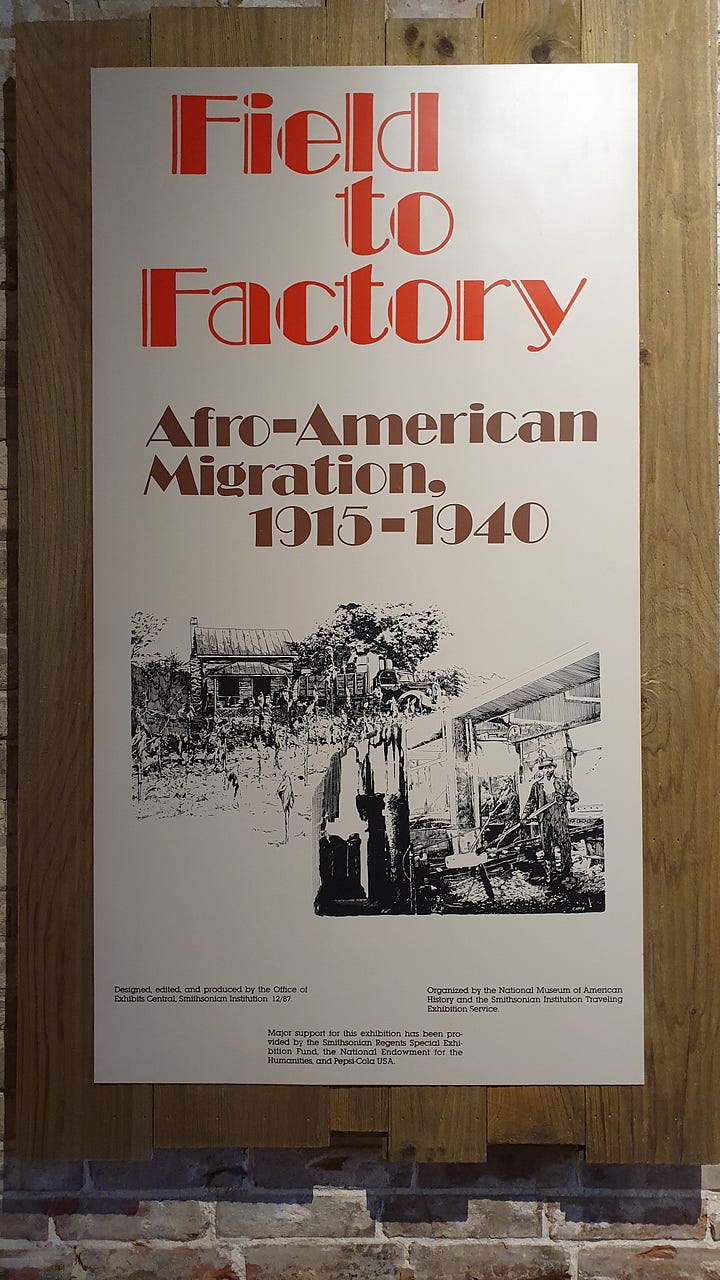 Field
to
Factory
Afro-American
Migration,
1915-1940
Designed, edited, and produced by the Office of
Exhibits Central, Smithsonian Institution 12/87.
Organized by the National Museum of American
History and the Smithsonian Institution Traveling
Exhibition Service.
Major support for this exhibition has been pro-
vided by the Smithsonian Regents Special Exhi-
bition Fund, the National Endowment for the
Humanities, and Pepsi-Cola USA.